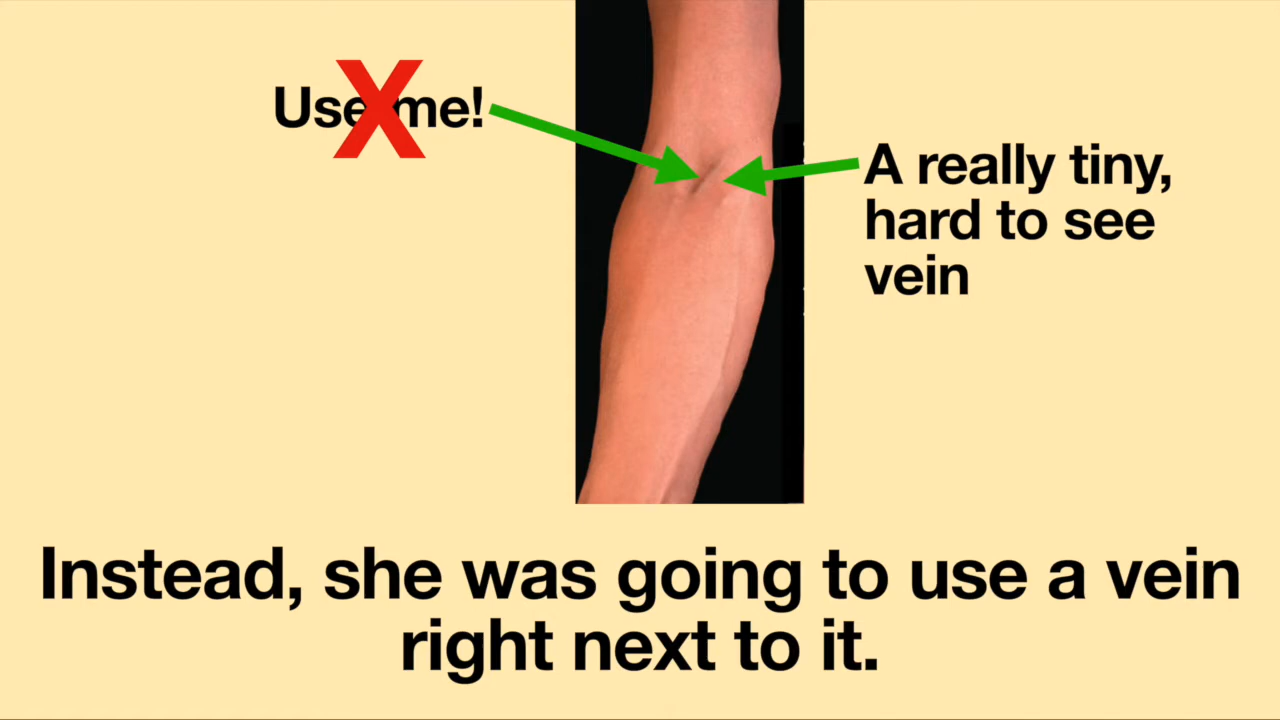 Use me!
A really tiny,
hard to see
vein
Instead, she was going to use a vein
right next to it.